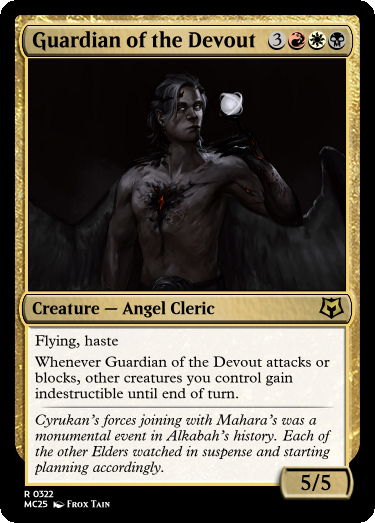 Guardian of the Devout 3
Creature — Angel Cleric
Flying, haste
Whenever Guardian of the Devout attacks or
blocks, other creatures you control gain
indestructible until end of turn.
Cyrukan's forces joining with Mahara's was a
monumental event in Alkabah's history. Each of
the other Elders watched in suspense and starting
planning accordingly.
5/5
R 0322
MC25 Frox Tain